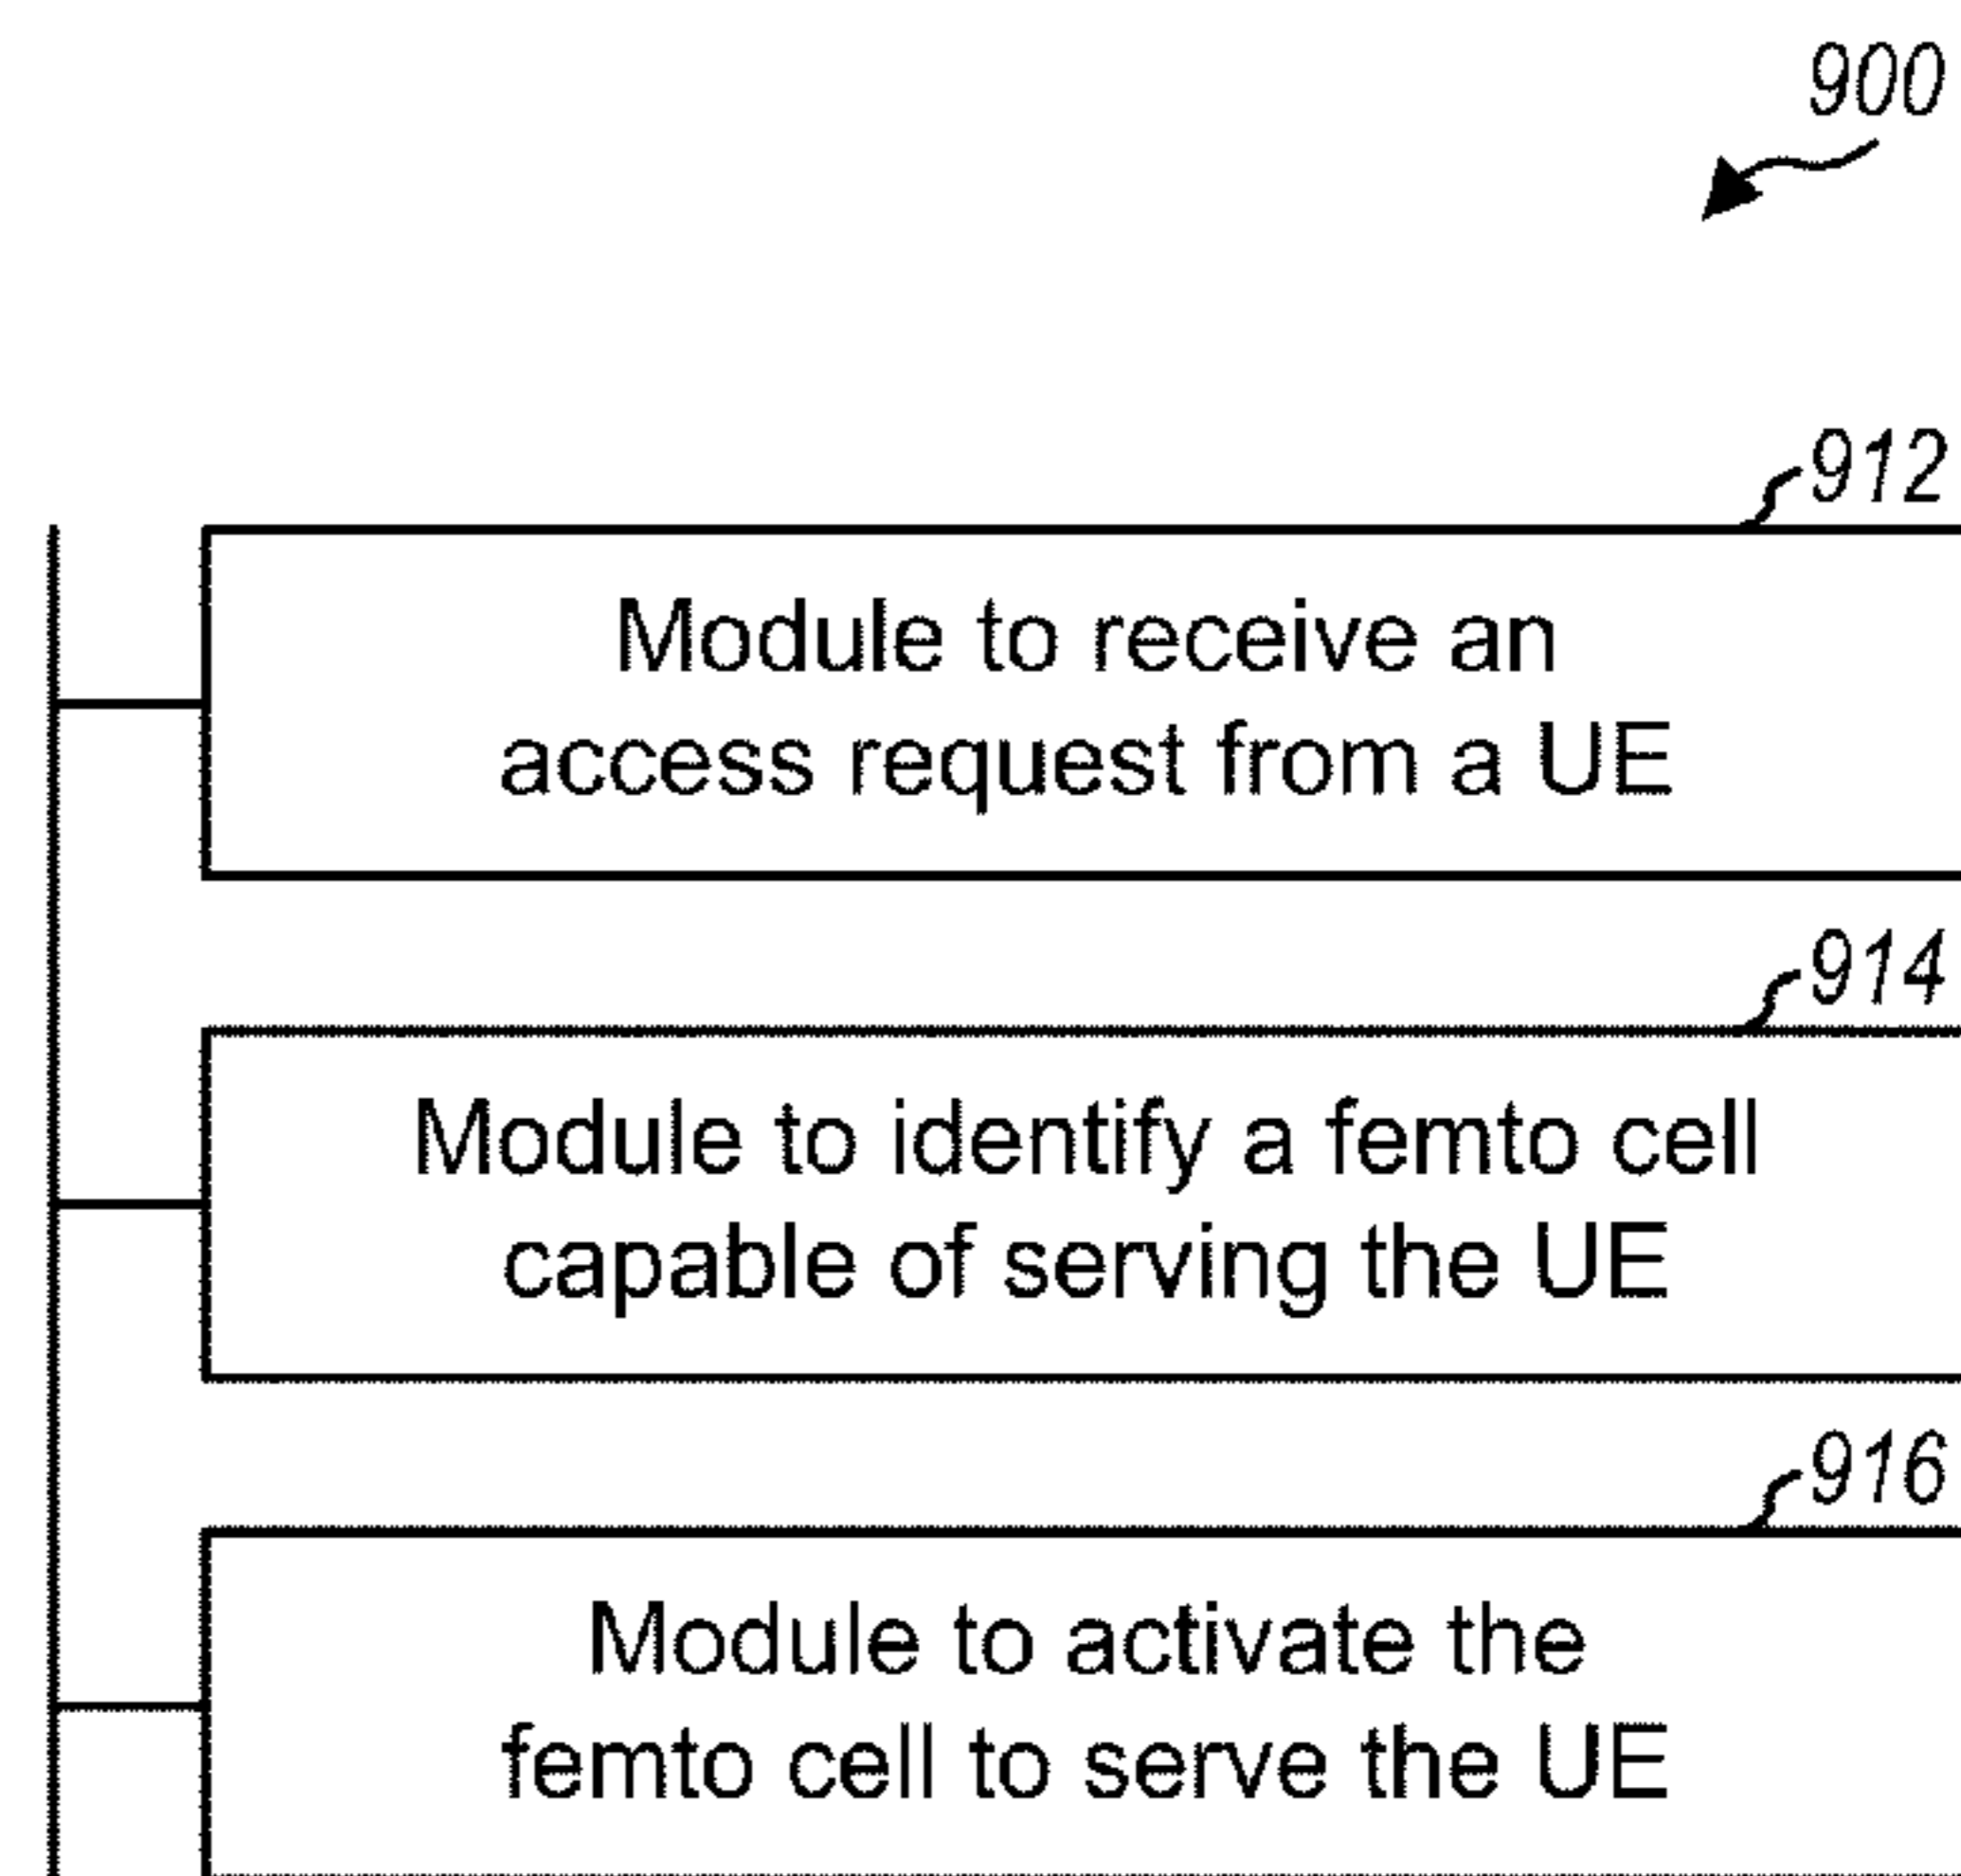 900
912
Module to receive an
access request from a UE
914
Module to identify a femto cell
capable of serving the UE
916
Module to activate the
femto cell to serve the UE